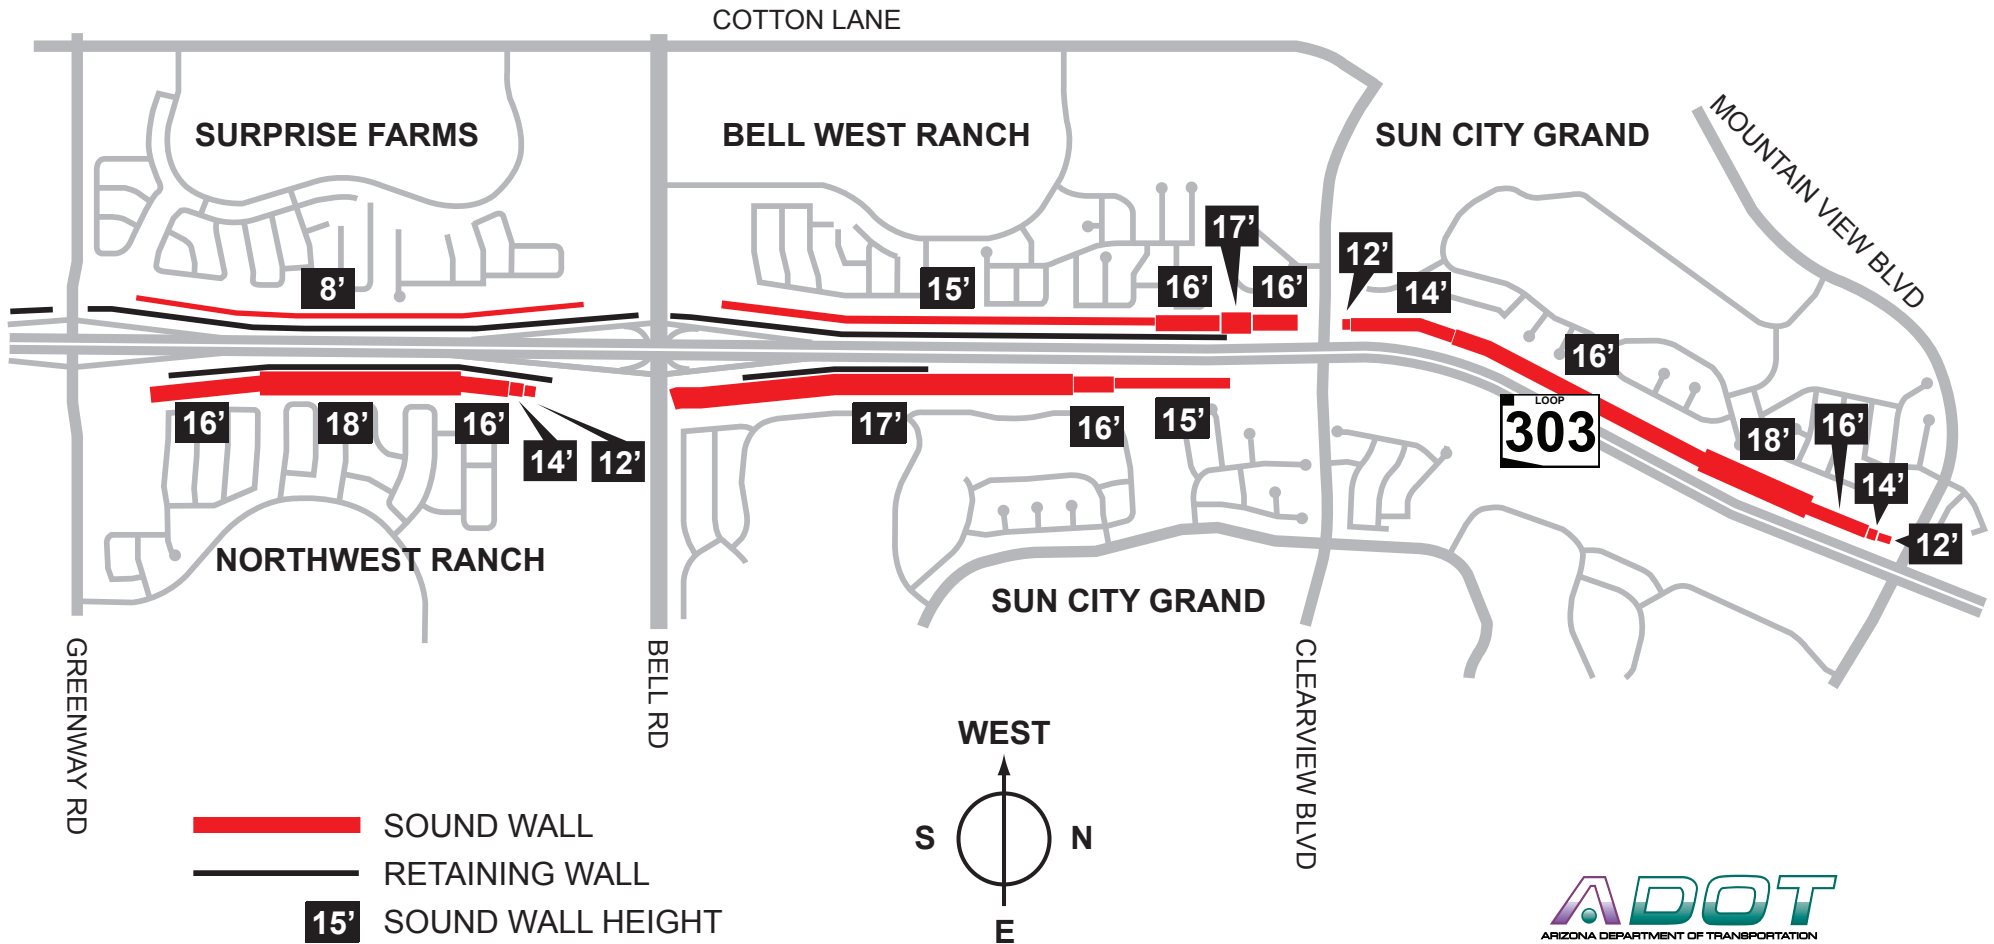 COTTON LANE
SURPRISE FARMS
BELL WEST RANCH
SUN CITY GRAND
MOUNTAIN VIEW BLVD
8’
15’
16’
17’
16’
12’
14’
16’
LOOP
303
18’
16’
14’
12’
16’
18’
16’
14’
12’
17’
16’
15’
NORTHWEST RANCH
SUN CITY GRAND
GREENWAY RD
BELL RD
CLEARVIEW BLVD
WEST
S
N
E
SOUND WALL
RETAINING WALL
15’ SOUND WALL HEIGHT
ADOT
ARIZONA DEPARTMENT OF TRANSPORTATION